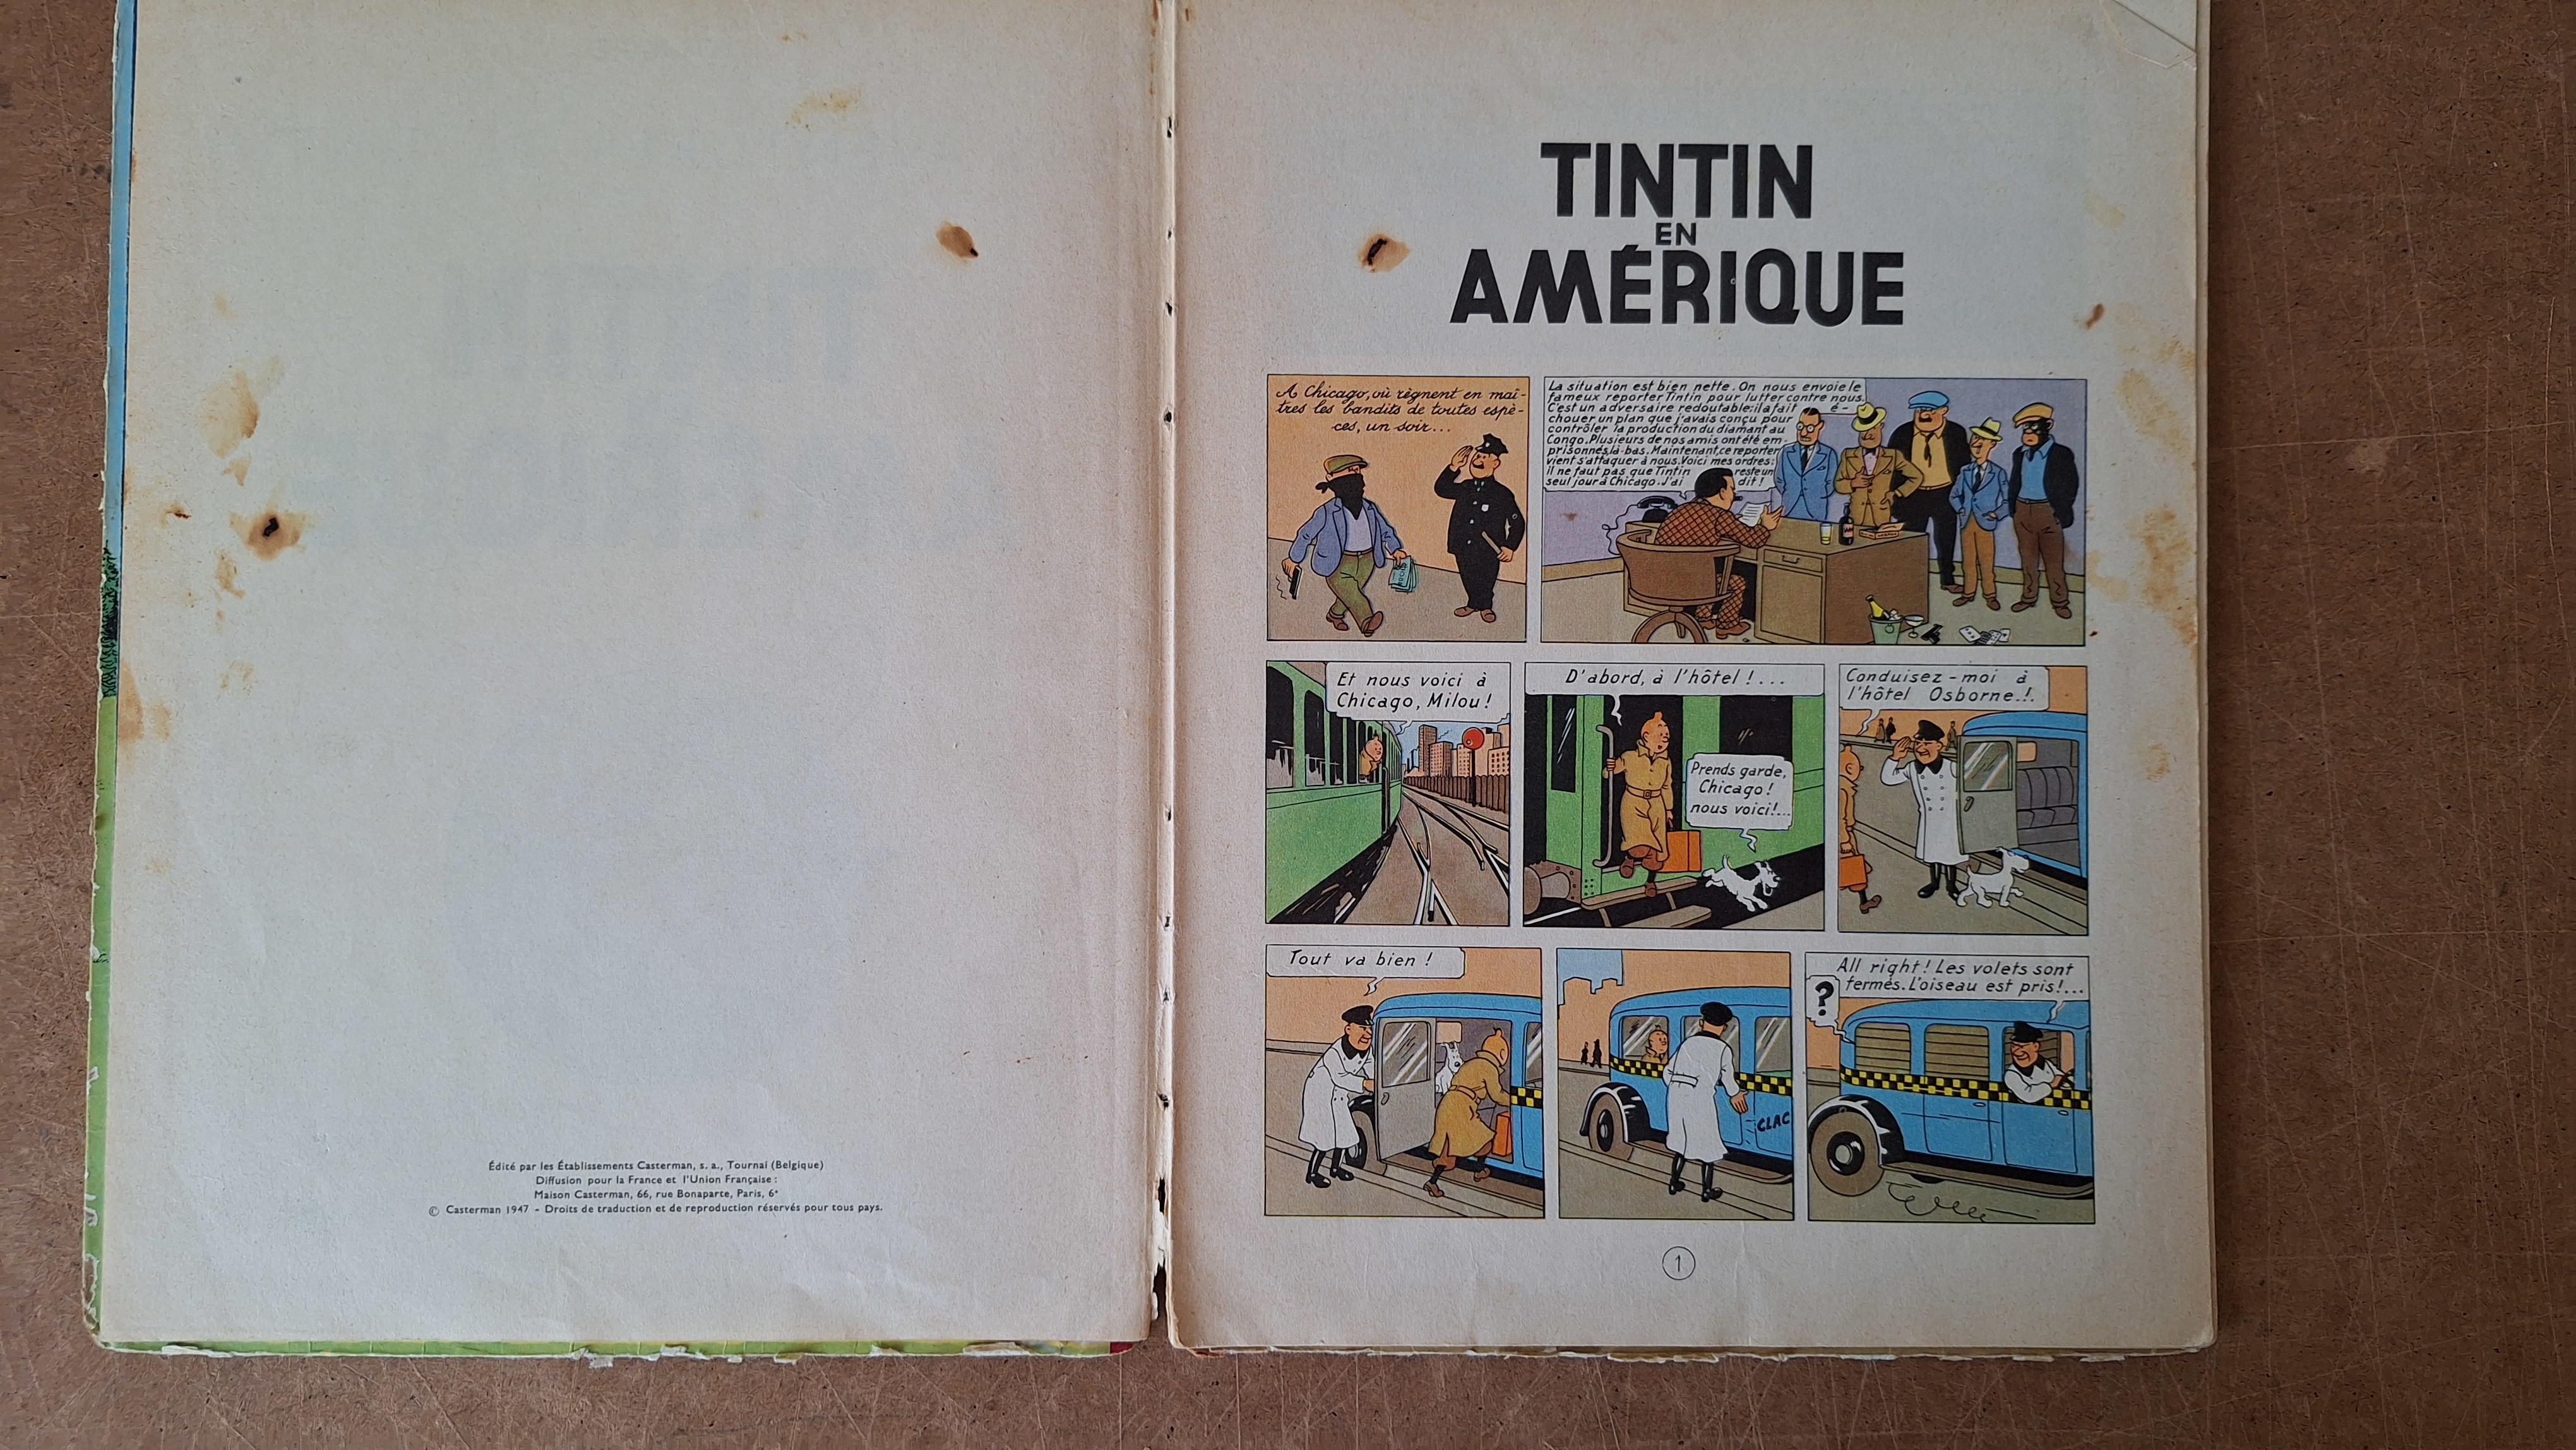 Édité par les Établissements Casterman, s. a., Tournai (Belgique)
Diffusion pour la France et l'Union Française :
Maison Casterman, 66, rue Bonaparte, Paris, 6e
© Casterman 1947 - Droits de traduction et de reproduction réservés pour tous pays.
TINTIN
EN
AMÉRIQUE
A Chicago, où règnent en maî-
tres les bandits de toutes espè-
ces, un soir...
La situation est bien nette. On nous envoie le
fameux reporter Tintin pour lutter contre nous.
C'est un adversaire redoutable: il a fait é-
chouer un plan que j'avais conçu pour
contrôler la production du diamant au
Congo. Plusieurs de nos amis ont été em-
prisonnés là-bas. Maintenant, ce reporter
vient s'attaquer à nous. Voici mes ordres:
il ne faut pas que Tintin reste un
seul jour à Chicago. J'ai dit!
Et nous voici à
Chicago, Milou!
D'abord, à l'hôtel!...
Prends garde,
Chicago!
nous voici!...
Conduisez-moi à
l'hôtel Osborne.!.
Tout va bien!
CLAC
All right! Les volets sont
fermés. L'oiseau est pris!...
?
1